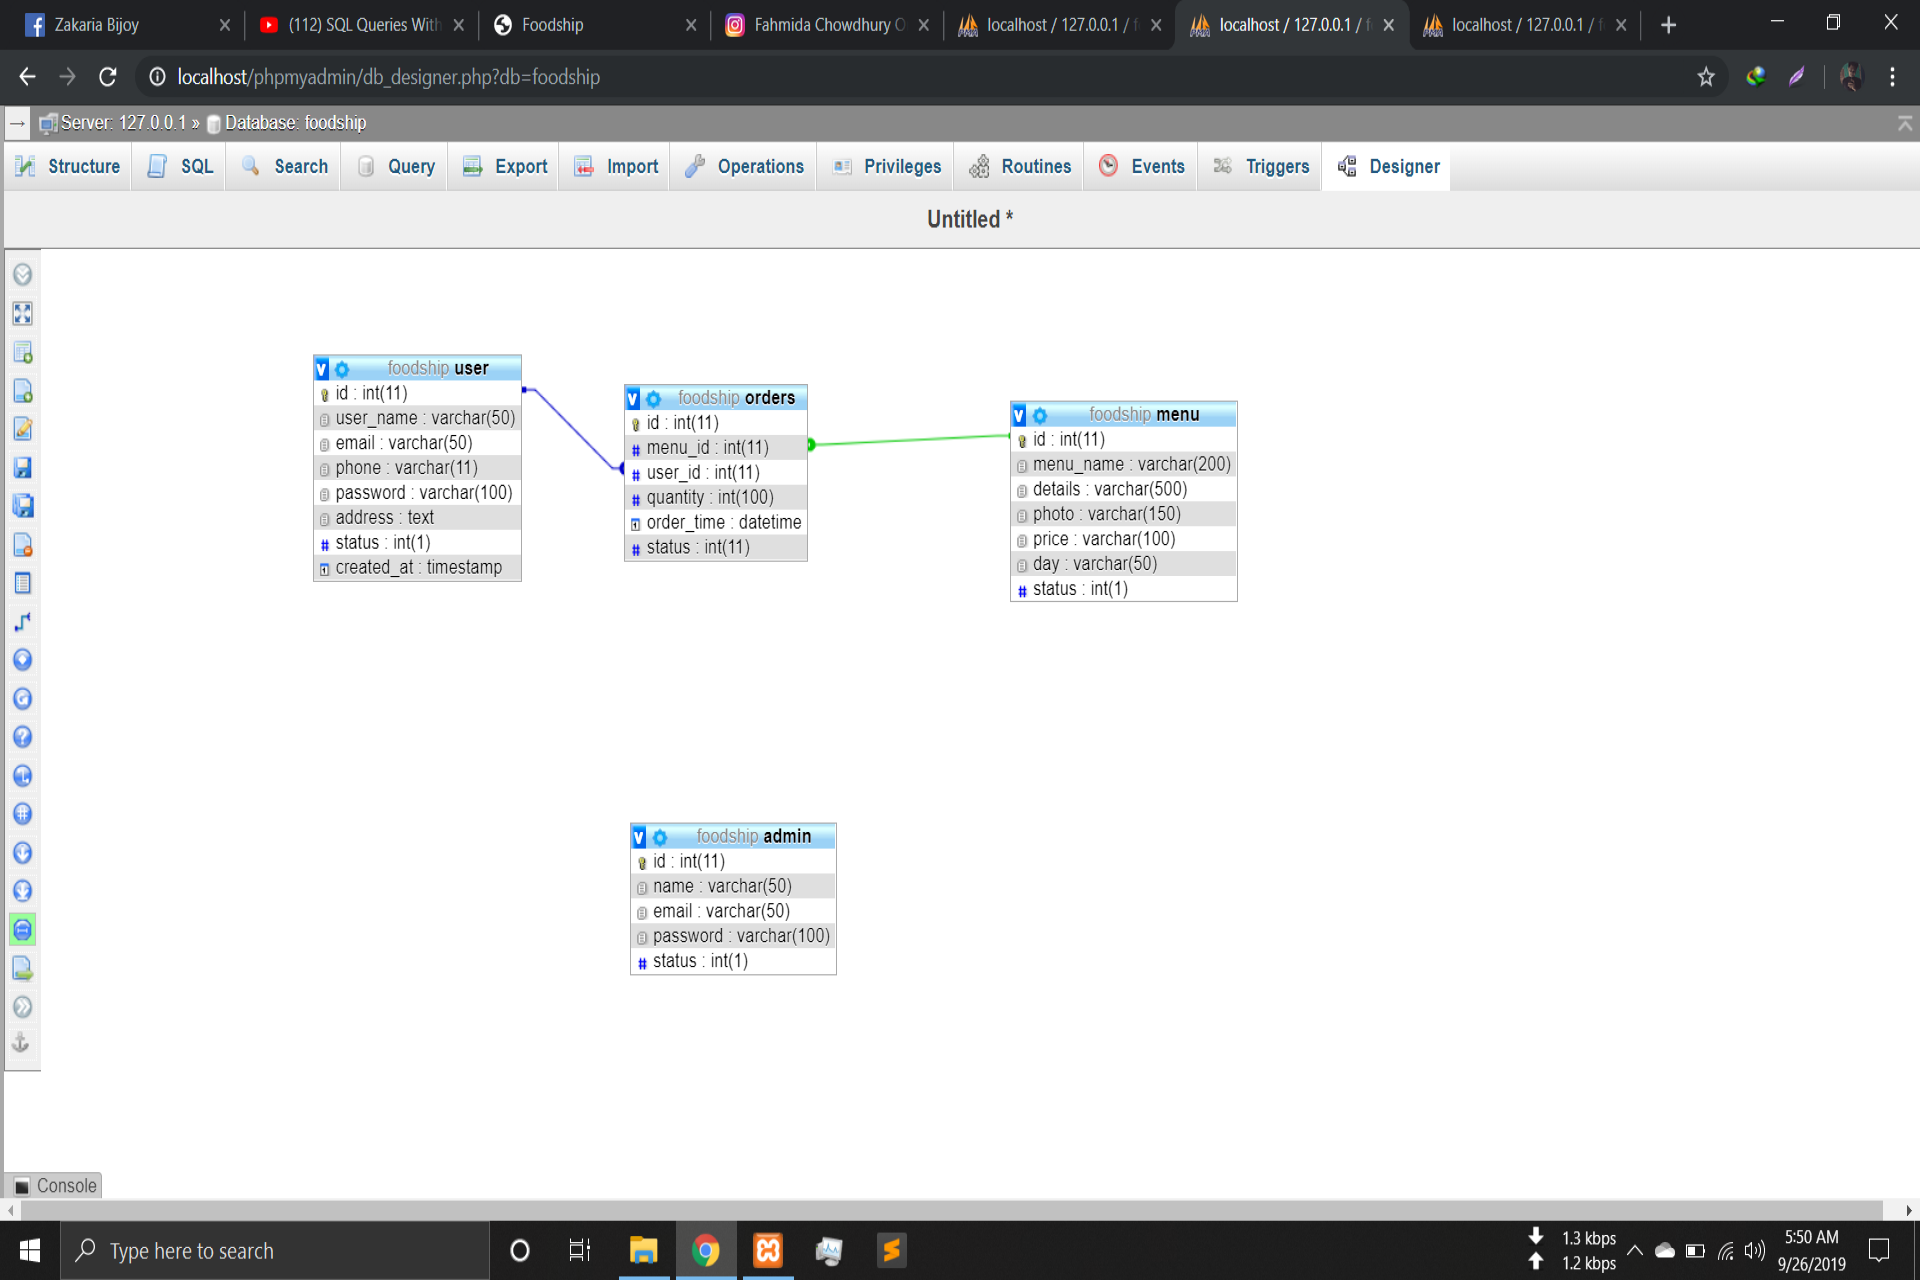 Zakaria Bijoy
(112) SQL Queries With
Foodship
Fahmida Chowdhury O
localhost / 127.0.0.1 / f
localhost / 127.0.0.1 / f
localhost / 127.0.0.1 / f
localhost/phpmyadmin/db_designer.php?db=foodship
Server: 127.0.0.1 » Database: foodship
Structure
SQL
Search
Query
Export
Import
Operations
Privileges
Routines
Events
Triggers
Designer
Untitled *
V foodship user
id : int(11)
user_name : varchar(50)
email : varchar(50)
phone : varchar(11)
password : varchar(100)
address : text
# status : int(1)
created_at : timestamp
V foodship orders
id : int(11)
# menu_id : int(11)
# user_id : int(11)
# quantity : int(100)
order_time : datetime
# status : int(11)
V foodship menu
id : int(11)
menu_name : varchar(200)
details : varchar(500)
photo : varchar(150)
price : varchar(100)
day : varchar(50)
# status : int(1)
V foodship admin
id : int(11)
name : varchar(50)
email : varchar(50)
password : varchar(100)
# status : int(1)
Console
Type here to search
1.3 kbps
1.2 kbps
5:50 AM
9/26/2019